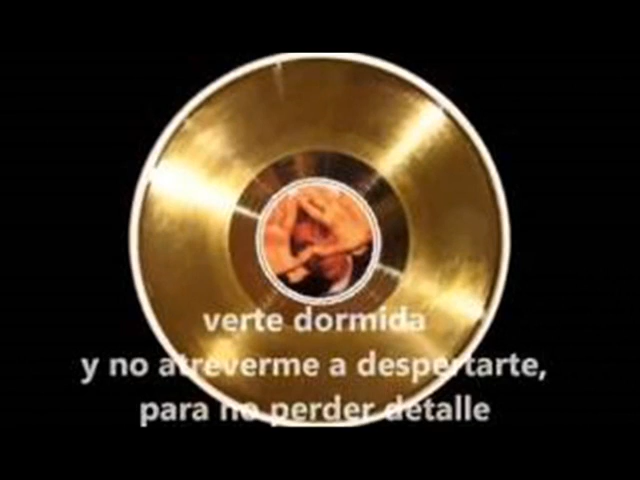 verte dormida
y no atreverme a despertarte,
para no perder detalle